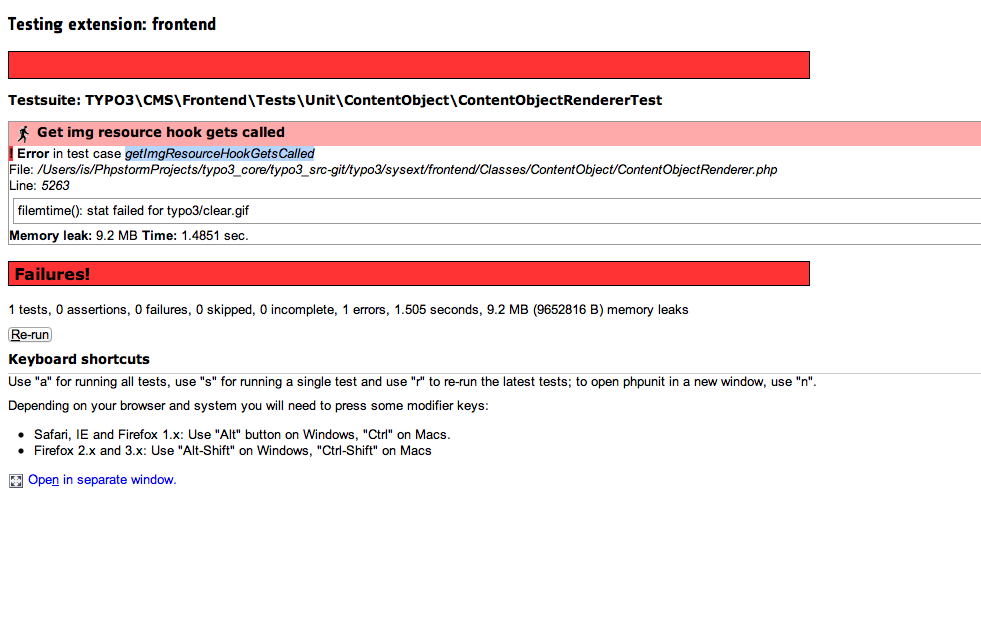 Testing extension: frontend
Testsuite: TYPO3\CMS\Frontend\Tests\Unit\ContentObject\ContentObjectRendererTest
Get img resource hook gets called
! Error in test case getImgResourceHookGetsCalled
File: /Users/is/PhpstormProjects/typo3_core/typo3_src-git/typo3/sysext/frontend/Classes/ContentObject/ContentObjectRenderer.php
Line: 5263
filemtime(): stat failed for typo3/clear.gif
Memory leak: 9.2 MB Time: 1.4851 sec.
Failures!
1 tests, 0 assertions, 0 failures, 0 skipped, 0 incomplete, 1 errors, 1.505 seconds, 9.2 MB (9652816 B) memory leaks
Re-run
Keyboard shortcuts
Use "a" for running all tests, use "s" for running a single test and use "r" to re-run the latest tests; to open phpunit in a new window, use "n".
Depending on your browser and system you will need to press some modifier keys:
• Safari, IE and Firefox 1.x: Use "Alt" button on Windows, "Ctrl" on Macs.
• Firefox 2.x and 3.x: Use "Alt-Shift" on Windows, "Ctrl-Shift" on Macs
Open in separate window.